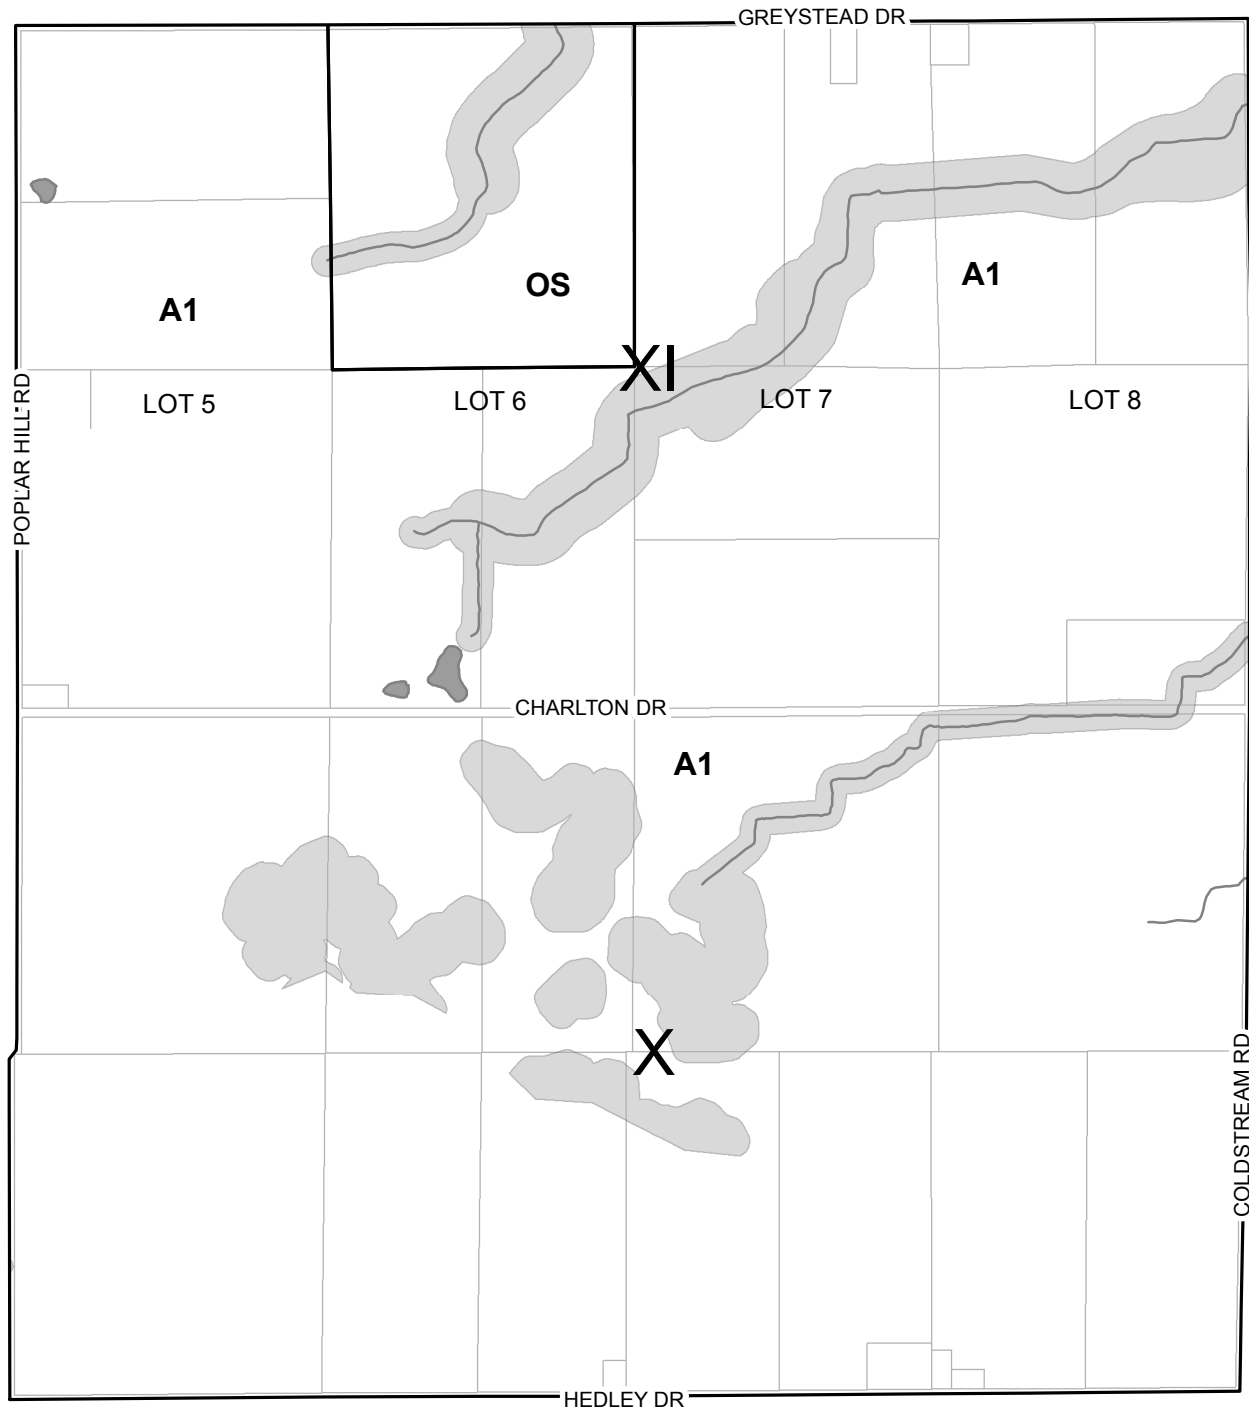 GREYSTEAD DR
A1
OS
A1
XI
LOT 5
LOT 6
LOT 7
LOT 8
POPLAR HILL RD
CHARLTON DR
A1
X
COLDSTREAM RD
HEDLEY DR